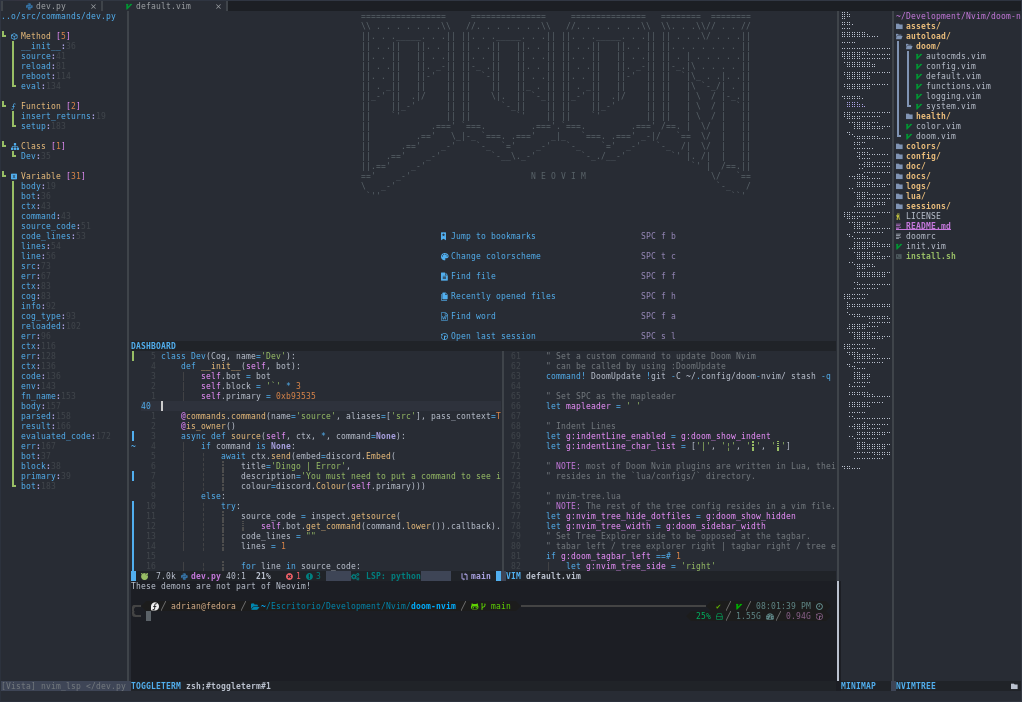 dev.py × default.vim ×
..o/src/commands/dev.py
Method [5]
__init__:36
source:41
reload:81
reboot:114
eval:134
Function [2]
insert_returns:19
setup:183
Class [1]
Dev:35
Variable [31]
body:19
bot:36
ctx:43
command:43
source_code:51
code_lines:53
lines:54
line:56
src:73
err:67
ctx:83
cog:83
info:92
cog_type:93
reloaded:102
err:96
ctx:116
err:128
ctx:136
code:136
env:143
fn_name:153
body:157
parsed:158
result:166
evaluated_code:177
err:167
bot:37
block:38
primary:39
bot:183
[Vista] nvim_lsp </dev.py
N E O V I M
Jump to bookmarks SPC f b
Change colorscheme SPC t c
Find file SPC f f
Recently opened files SPC f h
Find word SPC f a
Open last session SPC s l
DASHBOARD
5 class Dev(Cog, name='Dev'):
4 def __init__(self, bot):
3 self.bot = bot
2 self.block = '`' * 3
1 self.primary = 0xb93535
40
1 @commands.command(name='source', aliases=['src'], pass_context=T
2 @is_owner()
3 async def source(self, ctx, *, command=None):
~ 4 if command is None:
5 await ctx.send(embed=discord.Embed(
6 title='Dingo | Error',
7 description='You must need to put a command to see i
8 colour=discord.Colour(self.primary)))
9 else:
10 try:
11 source_code = inspect.getsource(
12 self.bot.get_command(command.lower()).callback).
13 code_lines = ""
14 lines = 1
15
16 for line in source_code:
7.0k dev.py 40:1 21% 1 3 LSP: python main
61 " Set a custom command to update Doom Nvim
62 " can be called by using :DoomUpdate
63 command! DoomUpdate !git -C ~/.config/doom-nvim/ stash -q
64
65 " Set SPC as the mapleader
66 let mapleader = ' '
67
68 " Indent Lines
69 let g:indentLine_enabled = g:doom_show_indent
70 let g:indentLine_char_list = ['|', '¦', '┆', '┊']
71
72 " NOTE: most of Doom Nvim plugins are written in Lua, thei
73 " resides in the `lua/configs/` directory.
74
75 " nvim-tree.lua
76 " NOTE: The rest of the tree config resides in a vim file.
77 let g:nvim_tree_hide_dotfiles = g:doom_show_hidden
78 let g:nvim_tree_width = g:doom_sidebar_width
79 " Set Tree Explorer side to be opposed at the tagbar.
80 " tabar left / tree explorer right | tagbar right / tree e
81 if g:doom_tagbar_left ==# 1
82 let g:nvim_tree_side = 'right'
VIM default.vim
These demons are not part of Neovim!
/ adrian@fedora / ~/Escritorio/Development/Nvim/doom-nvim / main ✔ / / 08:01:39 PM
25% / 1.55G / 0.94G
TOGGLETERM zsh;#toggleterm#1
MINIMAP
~/Development/Nvim/doom-n
assets/
autoload/
doom/
autocmds.vim
config.vim
default.vim
functions.vim
logging.vim
system.vim
health/
color.vim
doom.vim
colors/
config/
doc/
docs/
logs/
lua/
sessions/
LICENSE
README.md
doomrc
init.vim
install.sh
NVIMTREE